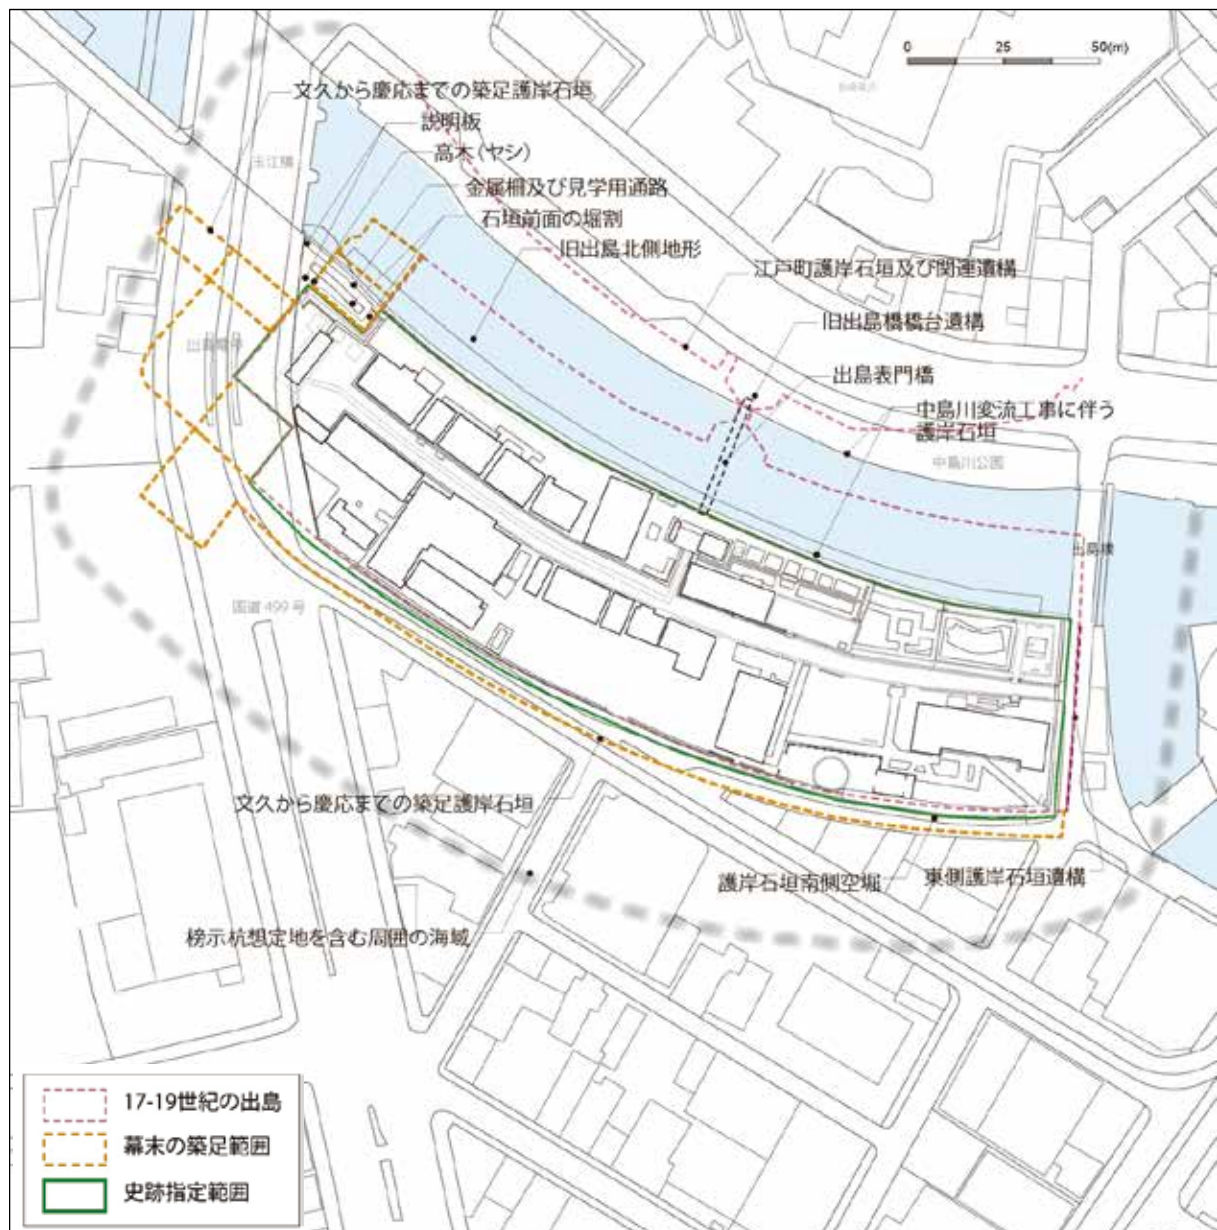 0 25 50(m)
文久から慶応までの築足護岸石垣
説明板
高木（ヤシ）
金属柵及び見学用通路
石垣前面の堀割
旧出島北側地形
江戸町護岸石垣及び関連遺構
旧出島橋橋台遺構
出島表門橋
中島川変流工事に伴う
護岸石垣
玉江橋
中島川公園
出島橋
国道499号
文久から慶応までの築足護岸石垣
護岸石垣南側空堀
東側護岸石垣遺構
榜示杭想定地を含む周囲の海域
17-19世紀の出島
幕末の築足範囲
史跡指定範囲